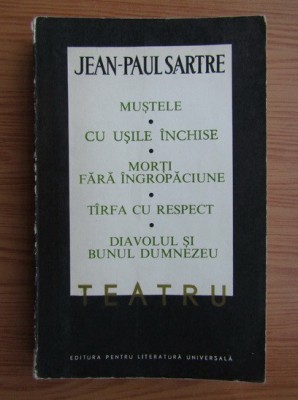 JEAN-PAUL SARTRE
MUȘTELE
•
CU UȘILE ÎNCHISE
•
MORȚI
FĂRĂ ÎNGROPĂCIUNE
•
TÎRFA CU RESPECT
•
DIAVOLUL ȘI
BUNUL DUMNEZEU
TEATRU
EDITURA PENTRU LITERATURĂ UNIVERSALĂ